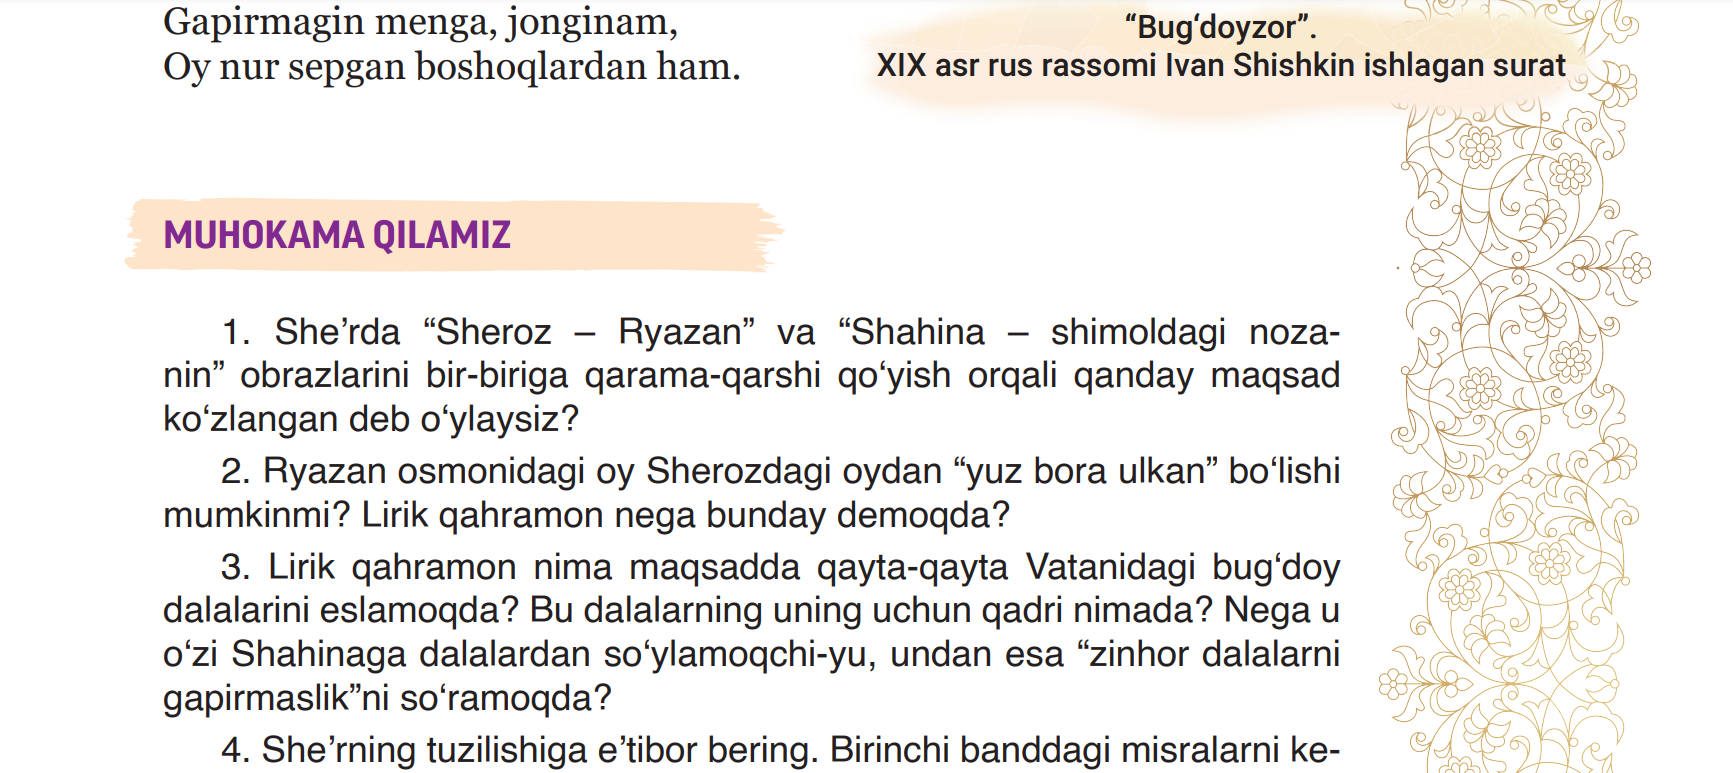 Gapirmagin menga, jonginam,
Oy nur sepgan boshoqlardan ham.
“Bug‘doyzor”.
XIX asr rus rassomi Ivan Shishkin ishlagan surat
MUHOKAMA QILAMIZ
1. She’rda “Sheroz – Ryazan” va “Shahina – shimoldagi noza-
nin” obrazlarini bir-biriga qarama-qarshi qo‘yish orqali qanday maqsad
ko‘zlangan deb o‘ylaysiz?
2. Ryazan osmonidagi oy Sherozdagi oydan “yuz bora ulkan” bo‘lishi
mumkinmi? Lirik qahramon nega bunday demoqda?
3. Lirik qahramon nima maqsadda qayta-qayta Vatanidagi bug‘doy
dalalarini eslamoqda? Bu dalalarning uning uchun qadri nimada? Nega u
o‘zi Shahinaga dalalardan so‘ylamoqchi-yu, undan esa “zinhor dalalarni
gapirmaslik”ni so‘ramoqda?
4. She’rning tuzilishiga e’tibor bering. Birinchi banddagi misralarni ke-